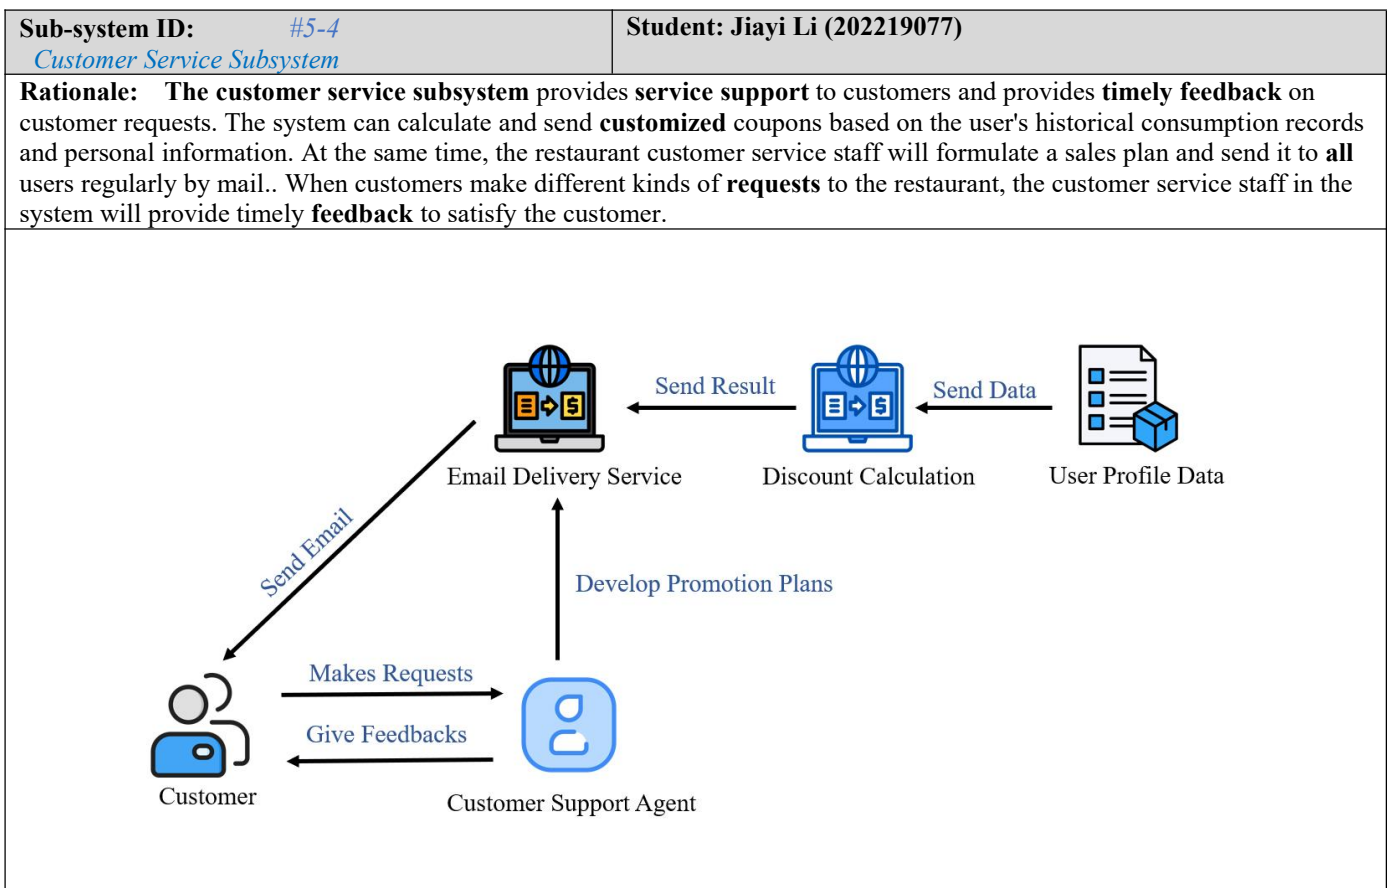 Sub-system ID: #5-4
Customer Service Subsystem
Student: Jiayi Li (202219077)
Rationale: The customer service subsystem provides service support to customers and provides timely feedback on
customer requests. The system can calculate and send customized coupons based on the user's historical consumption records
and personal information. At the same time, the restaurant customer service staff will formulate a sales plan and send it to all
users regularly by mail.. When customers make different kinds of requests to the restaurant, the customer service staff in the
system will provide timely feedback to satisfy the customer.
Send Result
Send Data
$
$
Email Delivery Service
Discount Calculation
User Profile Data
Send Email
Develop Promotion Plans
Makes Requests
Give Feedbacks
Customer
Customer Support Agent